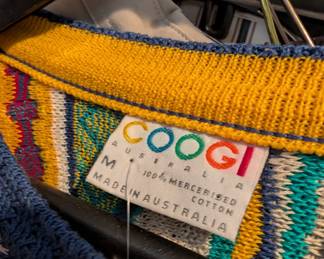 COOGI
AUSTRALIA
M • 100% MERCERISED
COTTON
MADE IN AUSTRALIA